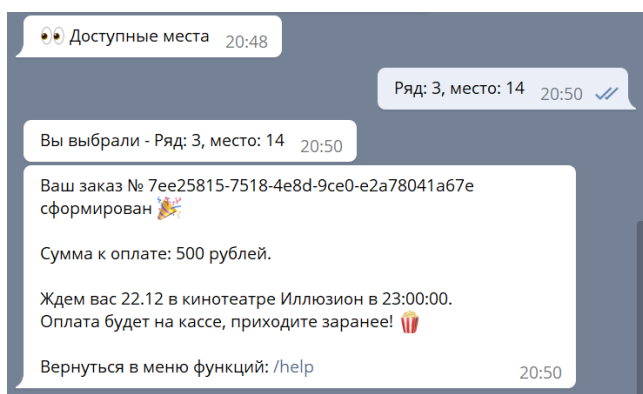 👀 Доступные места 20:48
Ряд: 3, место: 14 20:50
Вы выбрали - Ряд: 3, место: 14 20:50
Ваш заказ № 7ee25815-7518-4e8d-9ce0-e2a78041a67e
сформирован 🎉
Сумма к оплате: 500 рублей.
Ждем вас 22.12 в кинотеатре Иллюзион в 23:00:00.
Оплата будет на кассе, приходите заранее! 🍿
Вернуться в меню функций: /help
20:50